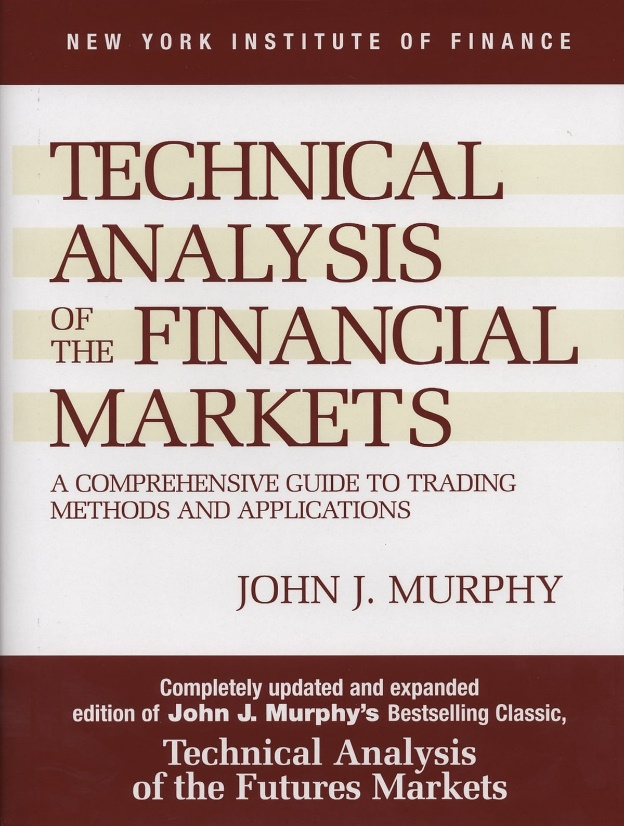 NEW YORK INSTITUTE OF FINANCE
TECHNICAL
ANALYSIS
OF
THE FINANCIAL
MARKETS
A COMPREHENSIVE GUIDE TO TRADING
METHODS AND APPLICATIONS
JOHN J. MURPHY
Completely updated and expanded
edition of John J. Murphy's Bestselling Classic,
Technical Analysis
of the Futures Markets